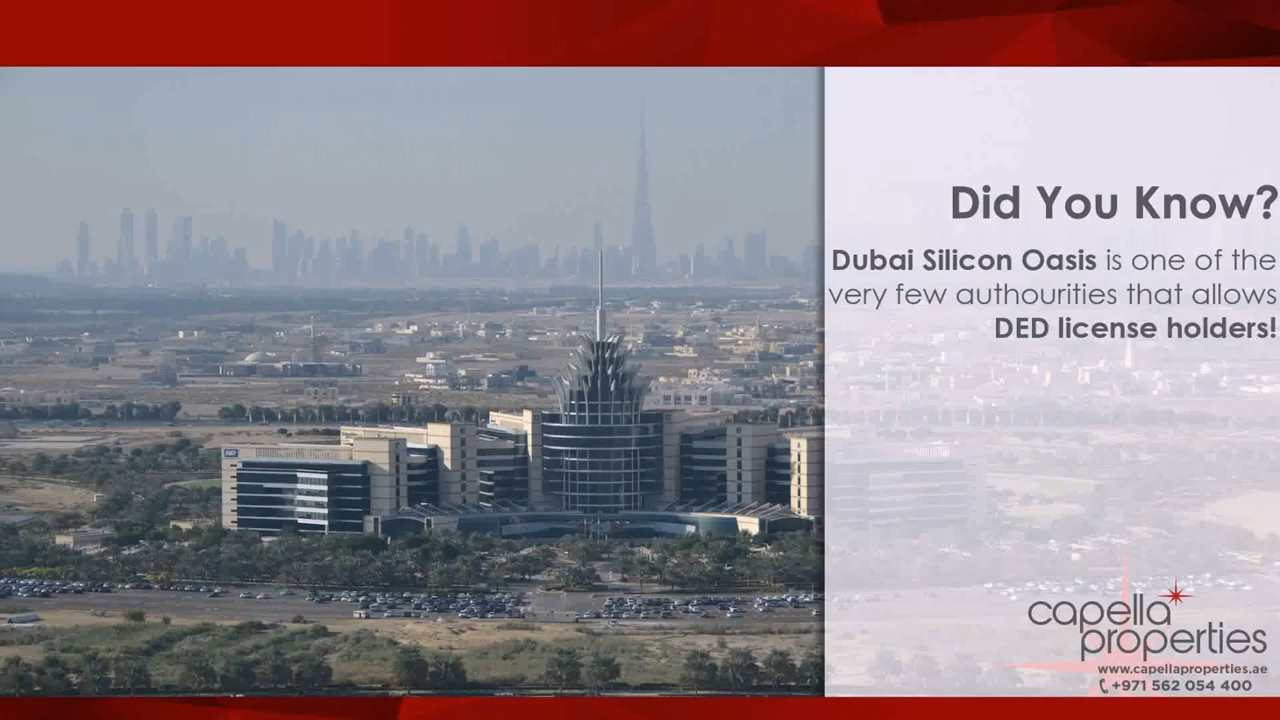 Did You Know?
Dubai Silicon Oasis is one of the
very few authourities that allows
DED license holders!
capella
properties
www.capellaproperties.ae
+971 562 054 400